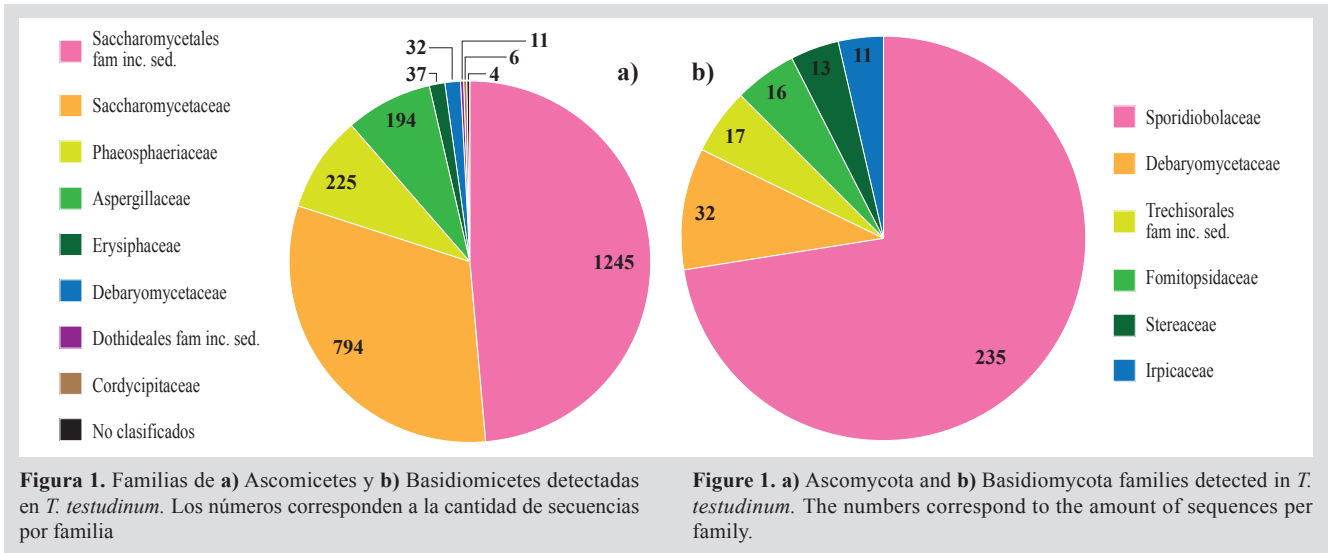 Saccharomycetales
fam inc. sed.
Saccharomycetaceae
Phaeosphaeriaceae
Aspergillaceae
Erysiphaceae
Debaryomycetaceae
Dothideales fam inc. sed.
Cordycipitaceae
No clasificados
a)
11
32
6
37
4
194
225
1245
794
b)
11
13
16
17
32
235
Sporidiobolaceae
Debaryomycetaceae
Trechisorales
fam inc. sed.
Fomitopsidaceae
Stereaceae
Irpicaceae
Figura 1. Familias de a) Ascomicetes y b) Basidiomicetes detectadas
en T. testudinum. Los números corresponden a la cantidad de secuencias
por familia
Figure 1. a) Ascomycota and b) Basidiomycota families detected in T.
testudinum. The numbers correspond to the amount of sequences per
family.